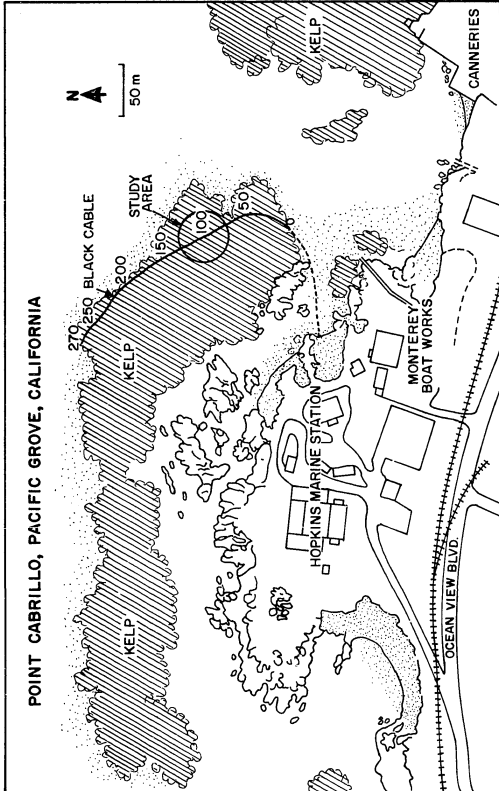 POINT CABRILLO, PACIFIC GROVE, CALIFORNIA
N
50 m
270
250
BLACK CABLE
200
150
STUDY
AREA
100
50
0
KELP
KELP
KELP
CANNERIES
HOPKINS MARINE STATION
MONTEREY
BOAT WORKS
OCEAN VIEW BLVD.